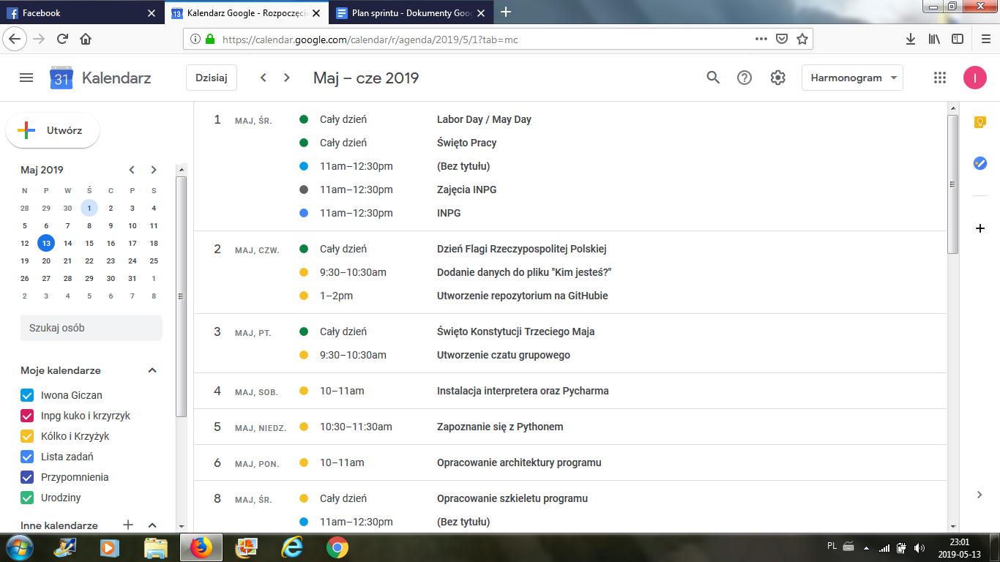 Facebook
Kalendarz Google - Rozpoczęci
Plan sprintu - Dokumenty Goog
https://calendar.google.com/calendar/r/agenda/2019/5/1?tab=mc
31 Kalendarz
Dzisiaj
Maj – cze 2019
Harmonogram
I
Utwórz
Maj 2019
N P W Ś C P S
28 29 30 1 2 3 4
5 6 7 8 9 10 11
12 13 14 15 16 17 18
19 20 21 22 23 24 25
26 27 28 29 30 31 1
2 3 4 5 6 7 8
Szukaj osób
Moje kalendarze
Iwona Giczan
Inpg kuko i krzyrzyk
Kólko i Krzyżyk
Lista zadań
Przypomnienia
Urodziny
Inne kalendarze
1 MAJ, ŚR. Cały dzień Labor Day / May Day
Cały dzień Święto Pracy
11am–12:30pm (Bez tytułu)
11am–12:30pm Zajęcia INPG
11am–12:30pm INPG
2 MAJ, CZW. Cały dzień Dzień Flagi Rzeczypospolitej Polskiej
9:30–10:30am Dodanie danych do pliku "Kim jesteś?"
1–2pm Utworzenie repozytorium na GitHubie
3 MAJ, PT. Cały dzień Święto Konstytucji Trzeciego Maja
9:30–10:30am Utworzenie czatu grupowego
4 MAJ, SOB. 10–11am Instalacja interpretera oraz Pycharma
5 MAJ, NIEDZ. 10:30–11:30am Zapoznanie się z Pythonem
6 MAJ, PON. 10–11am Opracowanie architektury programu
8 MAJ, ŚR. Cały dzień Opracowanie szkieletu programu
11am–12:30pm (Bez tytułu)
PL
23:01
2019-05-13